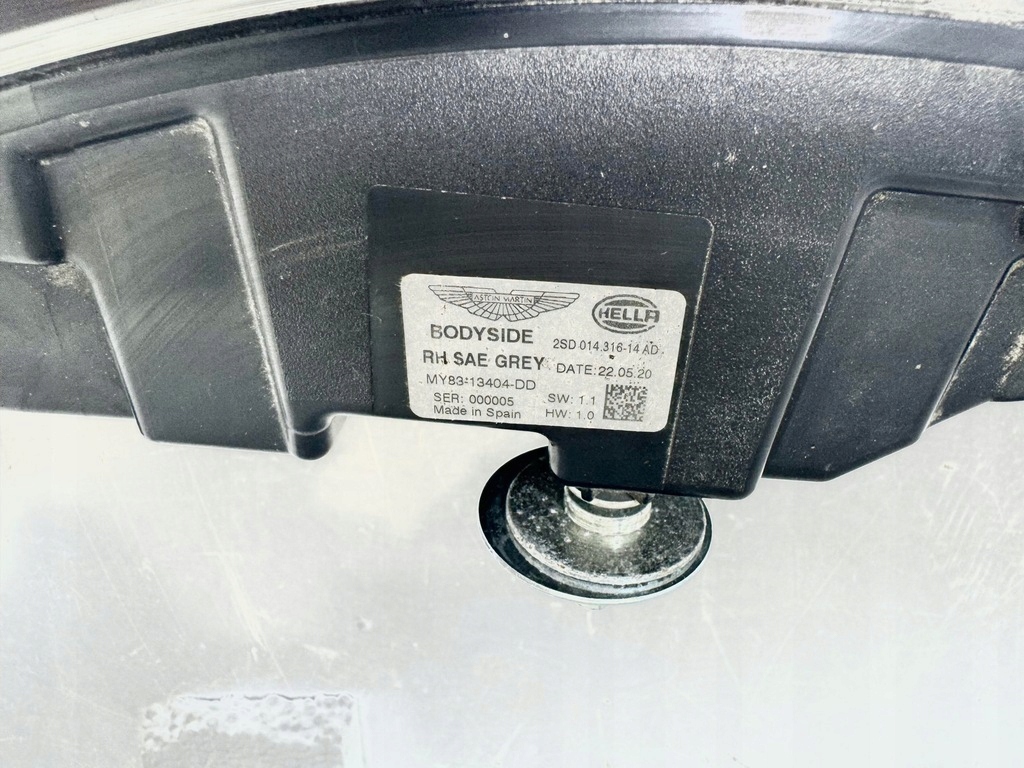 ASTON MARTIN
HELLA
BODYSIDE
2SD 014.316-14 AD
RH SAE GREY
DATE:22.05.20
MY83-13404-DD
SER: 000005
SW: 1.1
Made in Spain
HW: 1.0